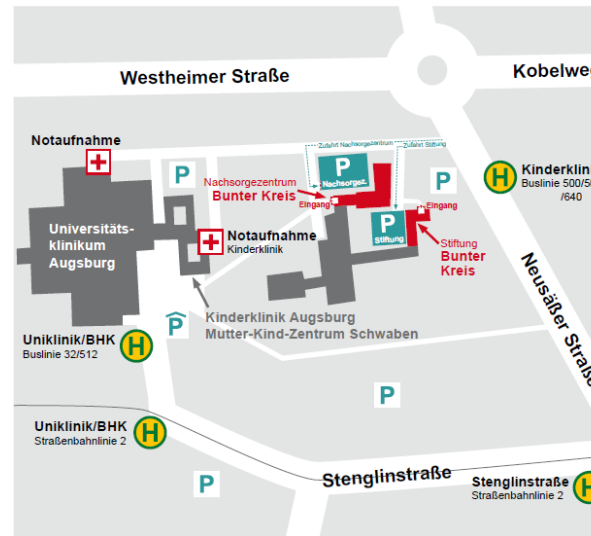 Westheimer Straße
Kobelweg
Notaufnahme
Zufahrt Nachsorgezentrum
Zufahrt Stiftung
P
P
Nachsorgez.
P
Nachsorgezentrum
Bunter Kreis
Eingang
H
Kinderklin
Buslinie 500/50
/640
Eingang
P
Stiftung
Universitäts-
klinikum
Augsburg
Notaufnahme
Kinderklinik
Stiftung
Bunter
Kreis
Neusäßer Straße
Kinderklinik Augsburg
Mutter-Kind-Zentrum Schwaben
P
Uniklinik/BHK
Buslinie 32/512
H
P
Uniklinik/BHK
Straßenbahnlinie 2
H
P
Stenglinstraße
Stenglinstraße
Straßenbahnlinie 2
H